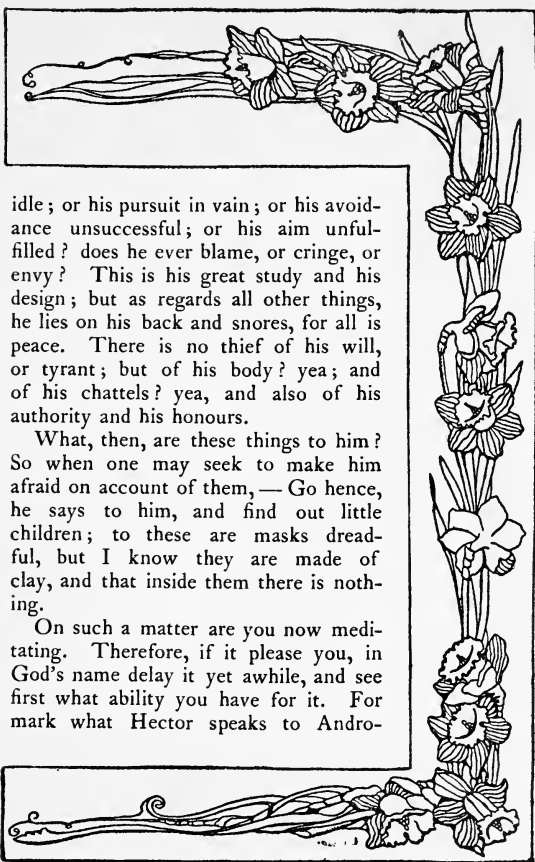 idle ; or his pursuit in vain ; or his avoid-
ance unsuccessful ; or his aim unful-
filled ? does he ever blame, or cringe, or
envy ? This is his great study and his
design ; but as regards all other things,
he lies on his back and snores, for all is
peace. There is no thief of his will,
or tyrant ; but of his body ? yea ; and
of his chattels ? yea, and also of his
authority and his honours.
What, then, are these things to him ?
So when one may seek to make him
afraid on account of them, — Go hence,
he says to him, and find out little
children ; to these are masks dread-
ful, but I know they are made of
clay, and that inside them there is noth-
ing.
On such a matter are you now medi-
tating. Therefore, if it please you, in
God's name delay it yet awhile, and see
first what ability you have for it. For
mark what Hector speaks to Andro-